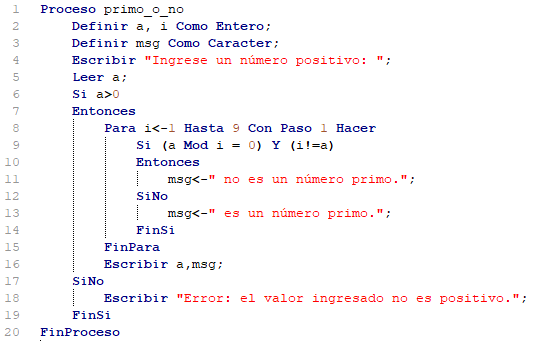 1 Proceso primo_o_no
2 Definir a, i Como Entero;
3 Definir msg Como Caracter;
4 Escribir "Ingrese un número positivo: ";
5 Leer a;
6 Si a>0
7 Entonces
8 Para i<-1 Hasta 9 Con Paso 1 Hacer
9 Si (a Mod i = 0) Y (i!=a)
10 Entonces
11 msg<-" no es un número primo.";
12 SiNo
13 msg<-" es un número primo.";
14 FinSi
15 FinPara
16 Escribir a,msg;
17 SiNo
18 Escribir "Error: el valor ingresado no es positivo.";
19 FinSi
20 FinProceso